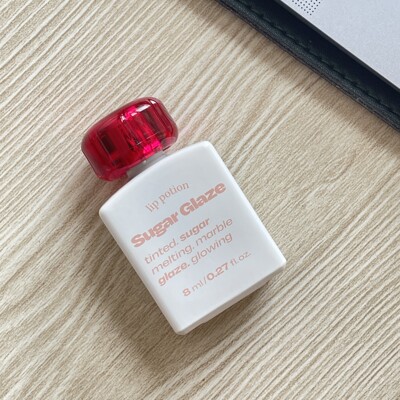 lip potion
Sugar Glaze
tinted. sugar
melting. marble
glaze. glowing
8 ml/0.27 fl.oz.